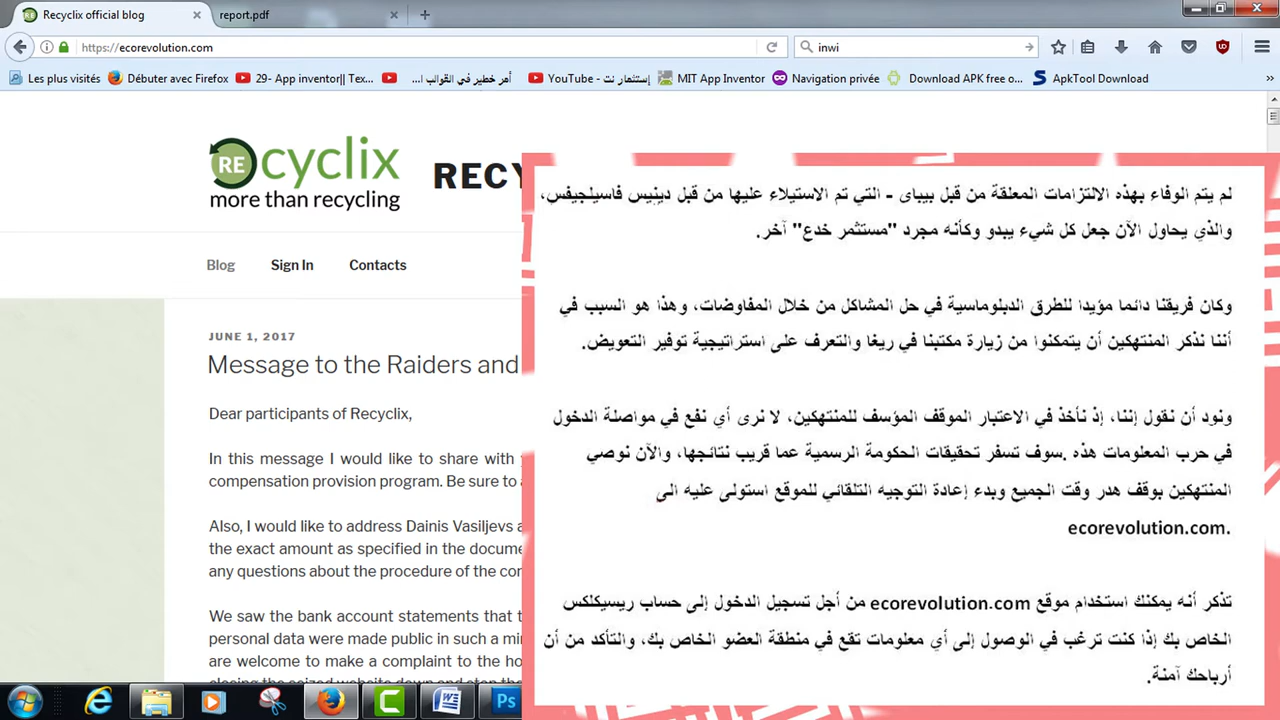 Recyclix official blog
report.pdf
https://ecorevolution.com
inwi
Les plus visités
Débuter avec Firefox
29- App inventor|| Tex...
أمر خطير في القوالب ا...
YouTube - إستثمار نت
MIT App Inventor
Navigation privée
Download APK free o...
ApkTool Download
REcyclix
more than recycling
RECY
Blog
Sign In
Contacts
JUNE 1, 2017
Message to the Raiders and
Dear participants of Recyclix,
In this message I would like to share with
compensation provision program. Be sure to
Also, I would like to address Dainis Vasiljevs
the exact amount as specified in the docume
any questions about the procedure of the co
We saw the bank account statements that
personal data were made public in such a
are welcome to make a complaint to the ho
لم يتم الوفاء بهذه الالتزامات المعلقة من قبل بيباى - التي تم الاستيلاء عليها من قبل دينيس فاسيلجيفس،
والذي يحاول الآن جعل كل شيء يبدو وكأنه مجرد "مستثمر خدع" آخر.
وكان فريقنا دائما مؤيدا للطرق الدبلوماسية في حل المشاكل من خلال المفاوضات، وهذا هو السبب في
أننا نذكر المنتهكين أن يتمكنوا من زيارة مكتبنا في ريغا والتعرف على استراتيجية توفير التعويض.
ونود أن نقول إننا، إذ نأخذ في الاعتبار الموقف المؤسف للمنتهكين، لا نرى أي نفع في مواصلة الدخول
في حرب المعلومات هذه .سوف تسفر تحقيقات الحكومة الرسمية عما قريب نتائجها، والآن نوصي
المنتهكين بوقف هدر وقت الجميع وبدء إعادة التوجيه التلقائي للموقع استولى عليه الى
ecorevolution.com.
تذكر أنه يمكنك استخدام موقع ecorevolution.com من أجل تسجيل الدخول إلى حساب ريسيكلكس
الخاص بك إذا كنت ترغب في الوصول إلى أي معلومات تقع في منطقة العضو الخاص بك، والتأكد من أن
أرباحك آمنة.